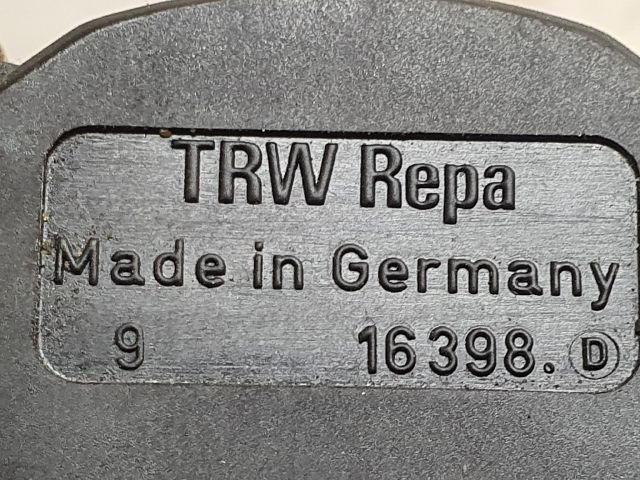 TRW Repa
Made in Germany
9 16398. D